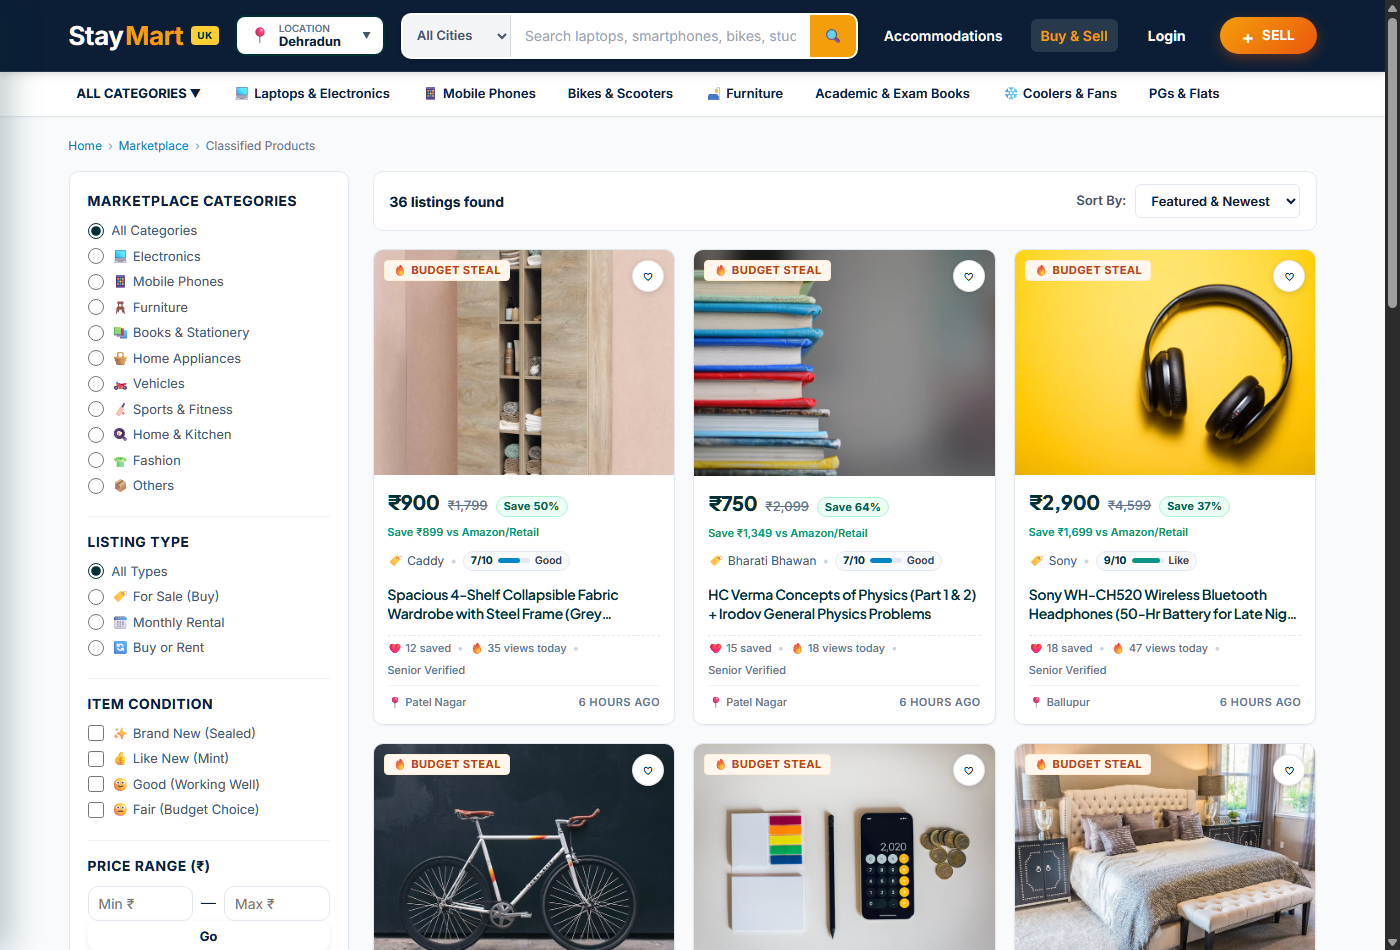 StayMart UK
LOCATION
Dehradun ▼
All Cities
Search laptops, smartphones, bikes, stuc
Accommodations
Buy & Sell
Login
+ SELL
ALL CATEGORIES ▼
Laptops & Electronics
Mobile Phones
Bikes & Scooters
Furniture
Academic & Exam Books
Coolers & Fans
PGs & Flats
Home › Marketplace › Classified Products
MARKETPLACE CATEGORIES
All Categories
Electronics
Mobile Phones
Furniture
Books & Stationery
Home Appliances
Vehicles
Sports & Fitness
Home & Kitchen
Fashion
Others
LISTING TYPE
All Types
For Sale (Buy)
Monthly Rental
Buy or Rent
ITEM CONDITION
Brand New (Sealed)
Like New (Mint)
Good (Working Well)
Fair (Budget Choice)
PRICE RANGE (₹)
Min ₹ — Max ₹
Go
36 listings found
Sort By: Featured & Newest
BUDGET STEAL
₹900 ₹1,799 Save 50%
Save ₹899 vs Amazon/Retail
Caddy • 7/10 Good
Spacious 4-Shelf Collapsible Fabric
Wardrobe with Steel Frame (Grey...
12 saved • 35 views today •
Senior Verified
Patel Nagar 6 HOURS AGO
BUDGET STEAL
₹750 ₹2,099 Save 64%
Save ₹1,349 vs Amazon/Retail
Bharati Bhawan • 7/10 Good
HC Verma Concepts of Physics (Part 1 & 2)
+ Irodov General Physics Problems
15 saved • 18 views today •
Senior Verified
Patel Nagar 6 HOURS AGO
BUDGET STEAL
₹2,900 ₹4,599 Save 37%
Save ₹1,699 vs Amazon/Retail
Sony • 9/10 Like
Sony WH-CH520 Wireless Bluetooth
Headphones (50-Hr Battery for Late Nig...
18 saved • 47 views today •
Senior Verified
Ballupur 6 HOURS AGO
BUDGET STEAL
BUDGET STEAL
2,020
BUDGET STEAL